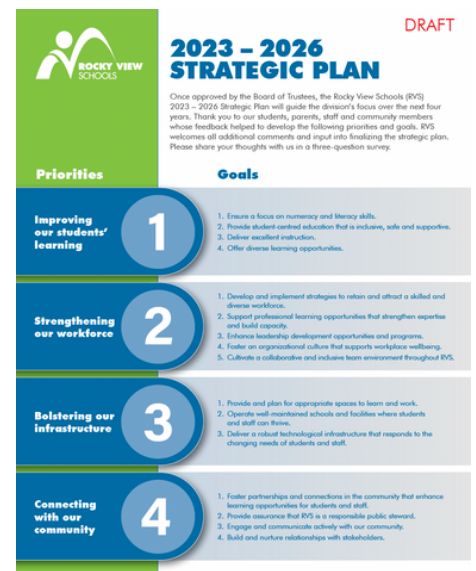 DRAFT
ROCKY VIEW
SCHOOLS
2023 – 2026
STRATEGIC PLAN
Once approved by the Board of Trustees, the Rocky View Schools (RVS)
2023 – 2026 Strategic Plan will guide the division's focus over the next four
years. Thank you to our students, parents, staff and community members
whose feedback helped to develop the following priorities and goals. RVS
welcomes all additional comments and input into finalizing the strategic plan.
Please share your thoughts with us in a three-question survey.
Priorities
Goals
Improving
our students'
learning
1
1. Ensure a focus on numeracy and literacy skills.
2. Provide student-centred education that is inclusive, safe and supportive.
3. Deliver excellent instruction.
4. Offer diverse learning opportunities.
Strengthening
our workforce
2
1. Develop and implement strategies to retain and attract a skilled and
diverse workforce.
2. Support professional learning opportunities that strengthen expertise
and build capacity.
3. Enhance leadership development opportunities and programs.
4. Foster an organizational culture that supports workplace wellbeing.
5. Cultivate a collaborative and inclusive team environment throughout RVS.
Bolstering our
infrastructure
3
1. Provide and plan for appropriate spaces to learn and work.
2. Operate well-maintained schools and facilities where students
and staff can thrive.
3. Deliver a robust technological infrastructure that responds to the
changing needs of students and staff.
Connecting
with our
community
4
1. Foster partnerships and connections in the community that enhance
learning opportunities for students and staff.
2. Provide assurance that RVS is a responsible public steward.
3. Engage and communicate actively with our community.
4. Build and nurture relationships with stakeholders.